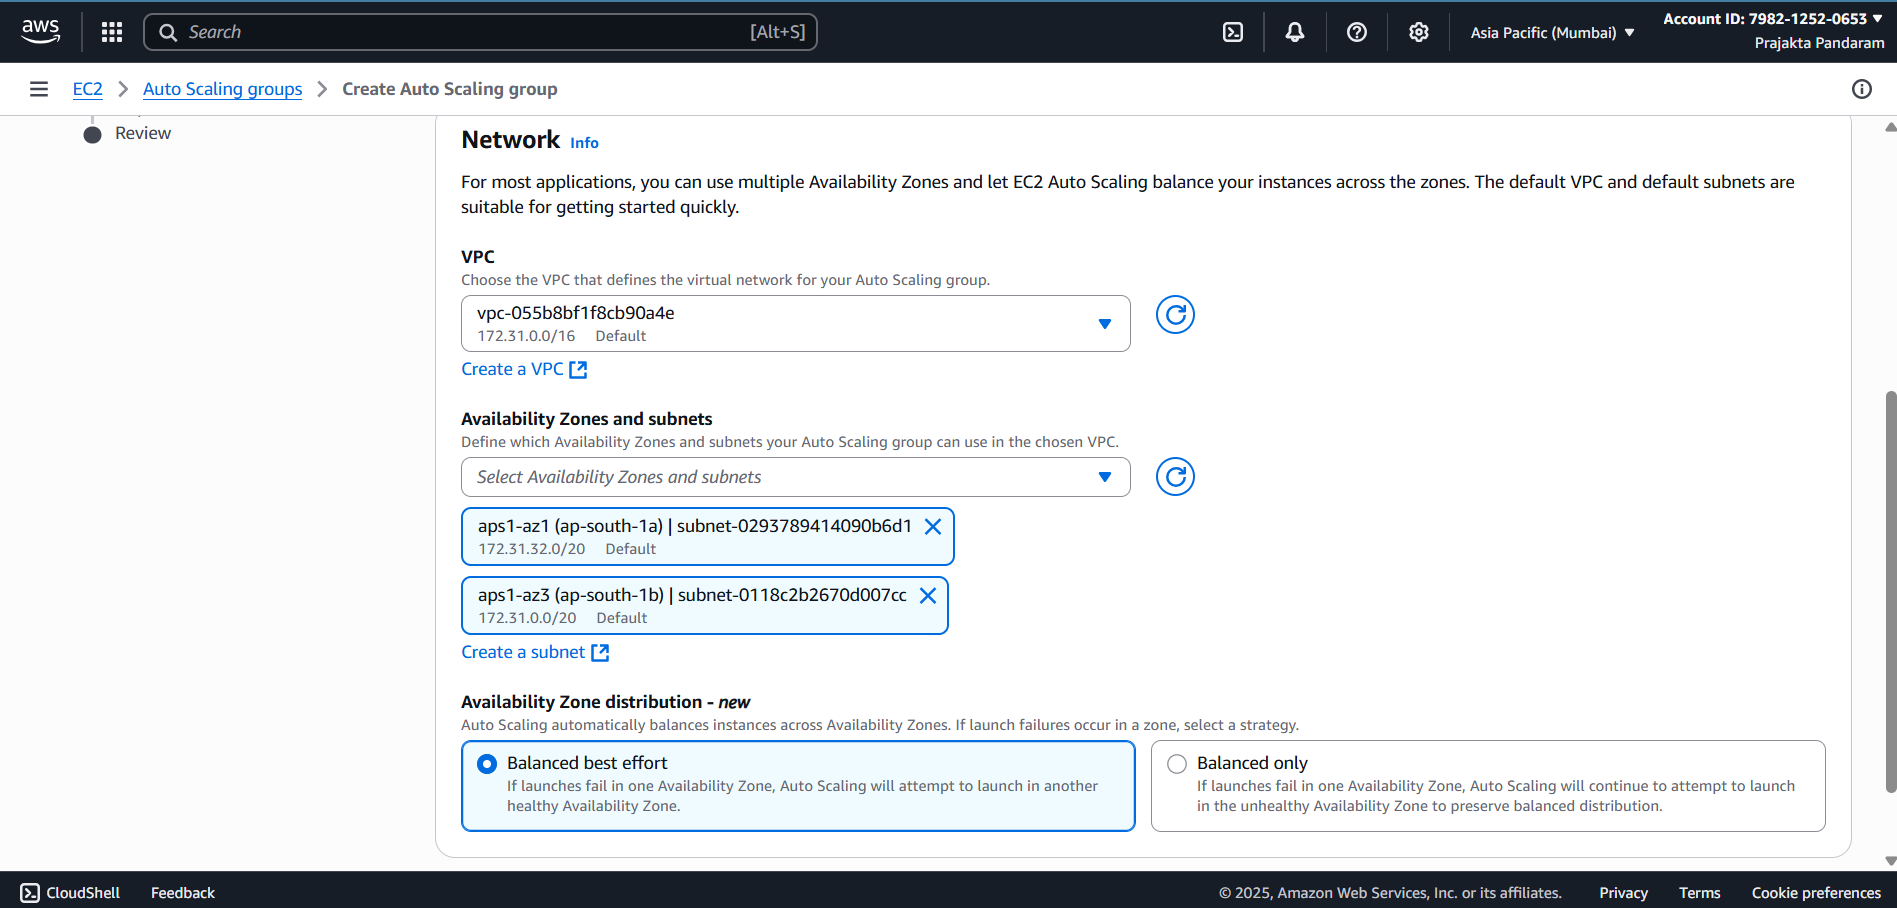 aws
Search
[Alt+S]
Asia Pacific (Mumbai)
Account ID: 7982-1252-0653
Prajakta Pandaram
EC2
Auto Scaling groups
Create Auto Scaling group
Review
Network Info
For most applications, you can use multiple Availability Zones and let EC2 Auto Scaling balance your instances across the zones. The default VPC and default subnets are
suitable for getting started quickly.
VPC
Choose the VPC that defines the virtual network for your Auto Scaling group.
vpc-055b8bf1f8cb90a4e
172.31.0.0/16 Default
Create a VPC
Availability Zones and subnets
Define which Availability Zones and subnets your Auto Scaling group can use in the chosen VPC.
Select Availability Zones and subnets
aps1-az1 (ap-south-1a) | subnet-0293789414090b6d1
172.31.32.0/20 Default
aps1-az3 (ap-south-1b) | subnet-0118c2b2670d007cc
172.31.0.0/20 Default
Create a subnet
Availability Zone distribution - new
Auto Scaling automatically balances instances across Availability Zones. If launch failures occur in a zone, select a strategy.
Balanced best effort
If launches fail in one Availability Zone, Auto Scaling will attempt to launch in another
healthy Availability Zone.
Balanced only
If launches fail in one Availability Zone, Auto Scaling will continue to attempt to launch
in the unhealthy Availability Zone to preserve balanced distribution.
CloudShell
Feedback
© 2025, Amazon Web Services, Inc. or its affiliates.
Privacy
Terms
Cookie preferences